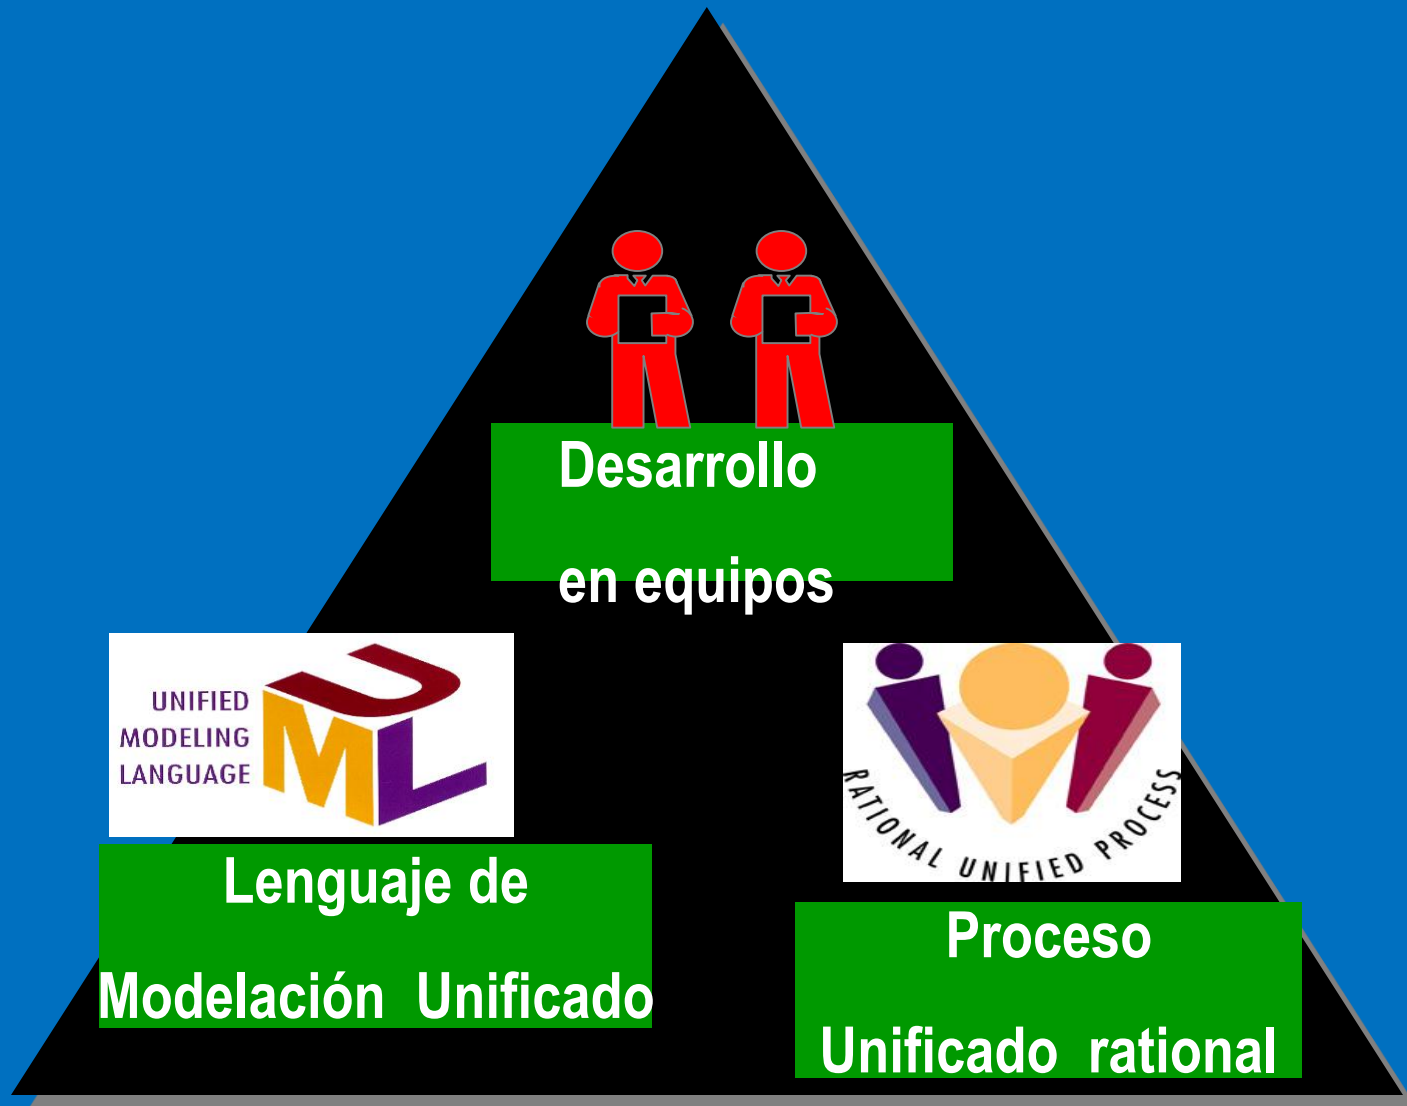 Desarrollo
en equipos
UNIFIED
MODELING
LANGUAGE
UML
Lenguaje de
Modelación Unificado
RATIONAL UNIFIED PROCESS
Proceso
Unificado rational